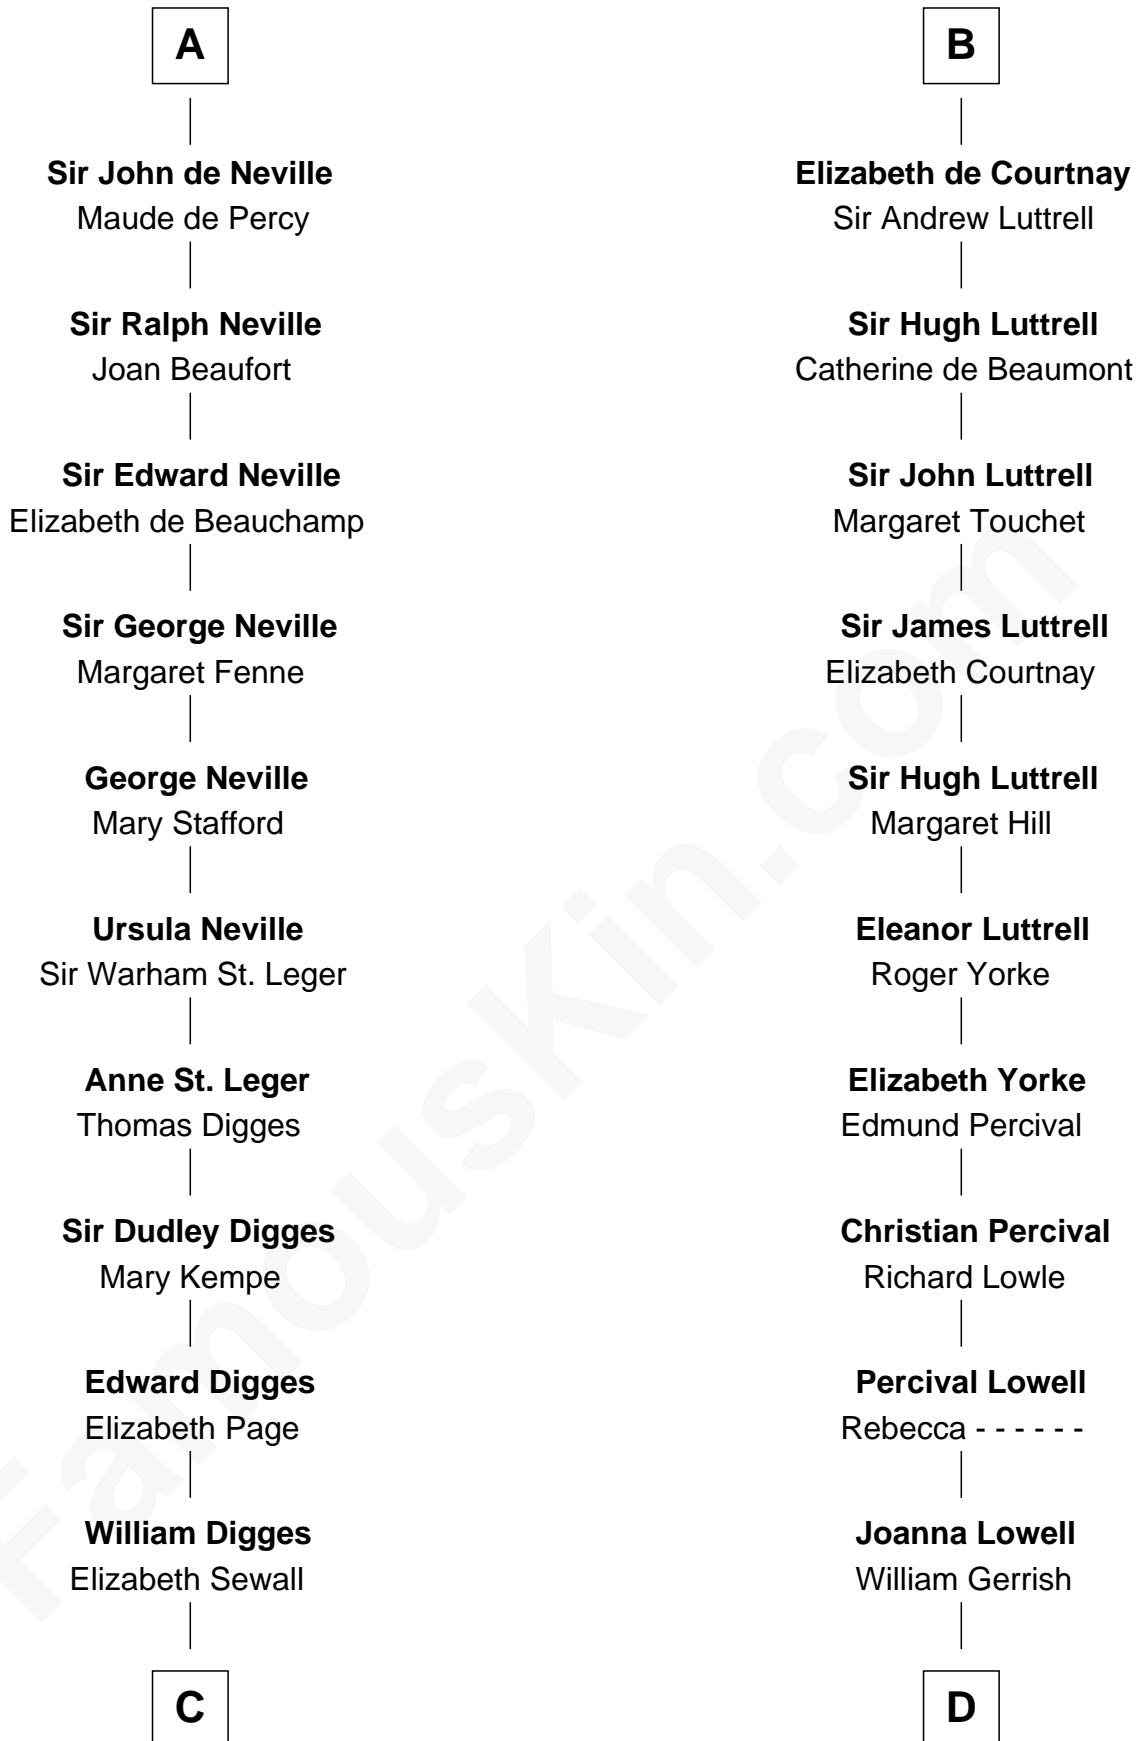 A
Sir John de Neville
Maude de Percy
Sir Ralph Neville
Joan Beaufort
Sir Edward Neville
Elizabeth de Beauchamp
Sir George Neville
Margaret Fenne
George Neville
Mary Stafford
Ursula Neville
Sir Warham St. Leger
Anne St. Leger
Thomas Digges
Sir Dudley Digges
Mary Kempe
Edward Digges
Elizabeth Page
William Digges
Elizabeth Sewall
C
B
Elizabeth de Courtnay
Sir Andrew Luttrell
Sir Hugh Luttrell
Catherine de Beaumont
Sir John Luttrell
Margaret Touchet
Sir James Luttrell
Elizabeth Courtnay
Sir Hugh Luttrell
Margaret Hill
Eleanor Luttrell
Roger Yorke
Elizabeth Yorke
Edmund Percival
Christian Percival
Richard Lowle
Percival Lowell
Rebecca - - - - - -
Joanna Lowell
William Gerrish
D
FamousKin.com